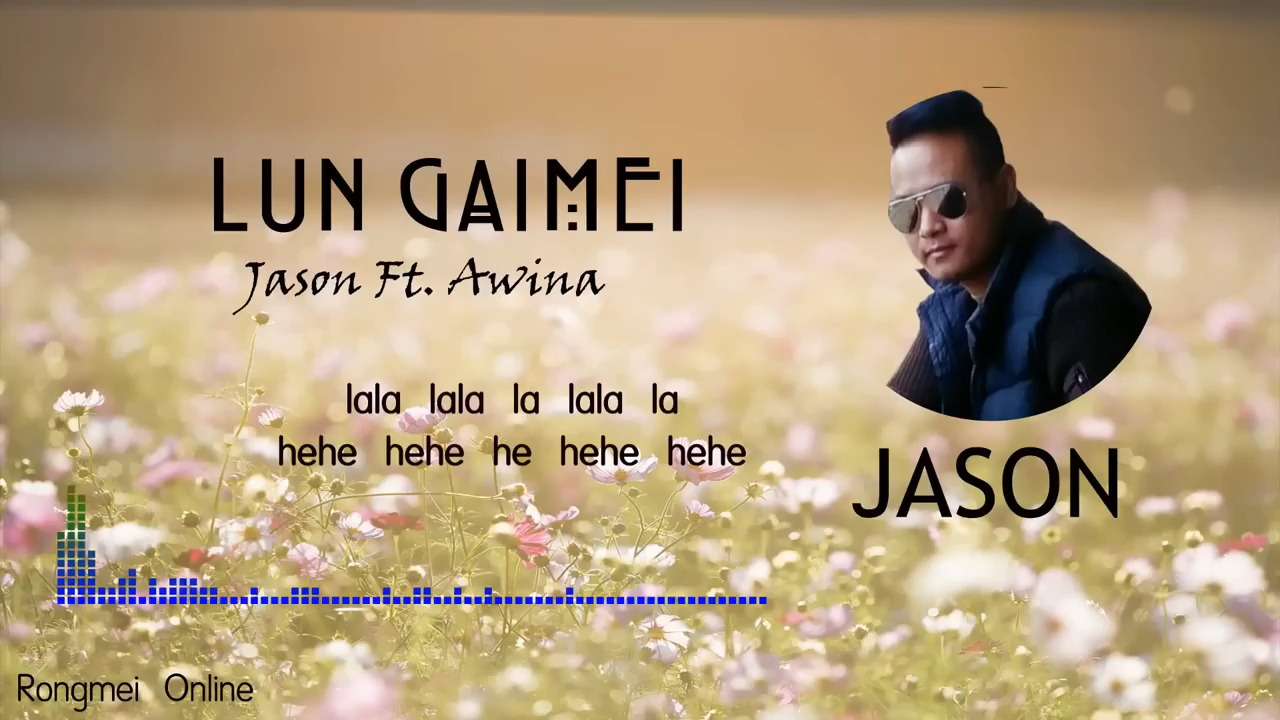 LUN GAIMEI
Jason Ft. Awina
lala lala la lala la
hehe hehe he hehe hehe
JASON
Rongmei Online